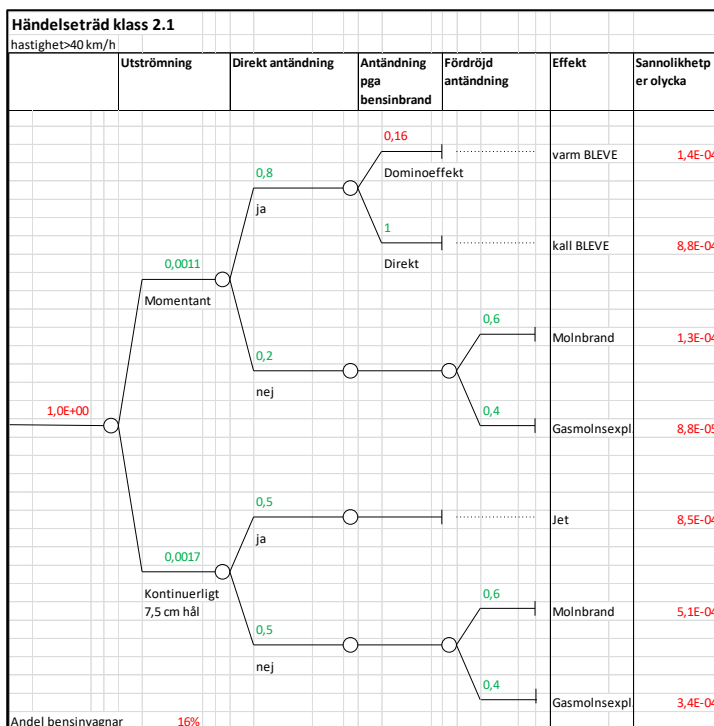 Händelseträd klass 2.1
hastighet>40 km/h
Utströmning
Direkt antändning
Antändning
pga
bensinbrand
Fördröjd
antändning
Effekt
Sannolikhetp
er olycka
0,16
varm BLEVE
1,4E-04
Dominoeffekt
0,8
ja
1
kall BLEVE
8,8E-04
Direkt
0,0011
Momentant
0,6
Molnbrand
1,3E-04
0,2
nej
1,0E+00
0,4
Gasmolnsexpl.
8,8E-05
0,5
Jet
8,5E-04
ja
0,0017
Kontinuerligt
7,5 cm hål
0,6
Molnbrand
5,1E-04
0,5
nej
0,4
Gasmolnsexpl.
3,4E-04
Andel bensinvagnar
16%